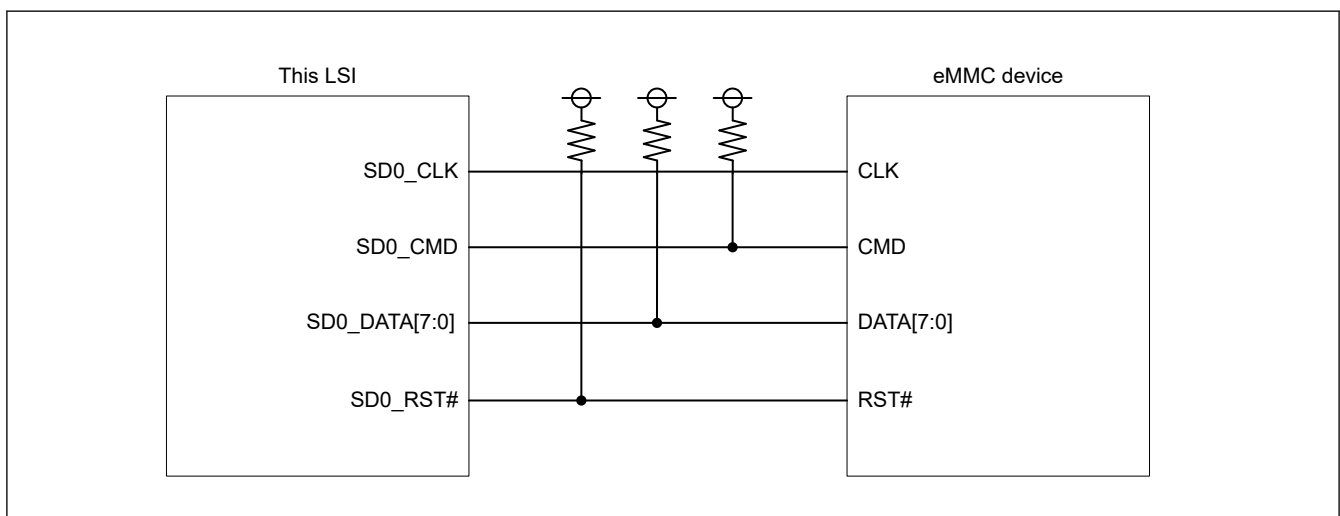 This LSI
eMMC device
SD0_CLK
CLK
SD0_CMD
CMD
SD0_DATA[7:0]
DATA[7:0]
SD0_RST#
RST#